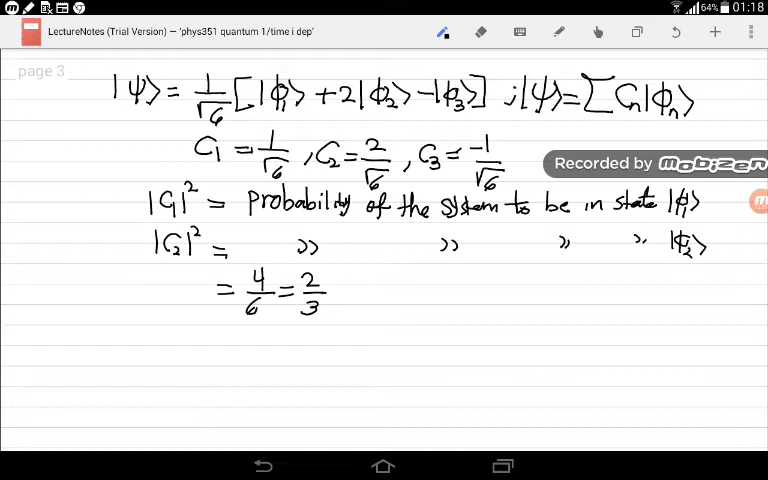 64% 01:18
LectureNotes (Trial Version) — 'phys351 quantum 1/time i dep'
page 3
|ψ⟩ = 1/√6 [|ϕ₁⟩ + 2|ϕ₂⟩ - |ϕ₃⟩] ; |ψ⟩ = ∑ Cₙ|ϕₙ⟩
C₁ = 1/√6 , C₂ = 2/√6 , C₃ = -1/√6
Recorded by mobizen
|C₁|² = Probability of the system to be in state |ϕ₁⟩
|C₂|² = » » » » |ϕ₂⟩
= 4/6 = 2/3